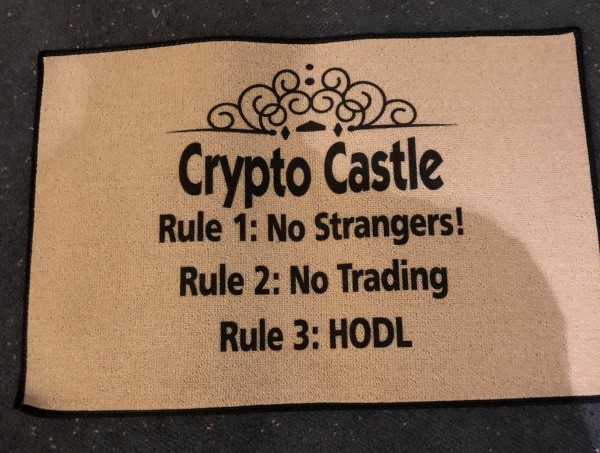 Crypto Castle
Rule 1: No Strangers!
Rule 2: No Trading
Rule 3: HODL